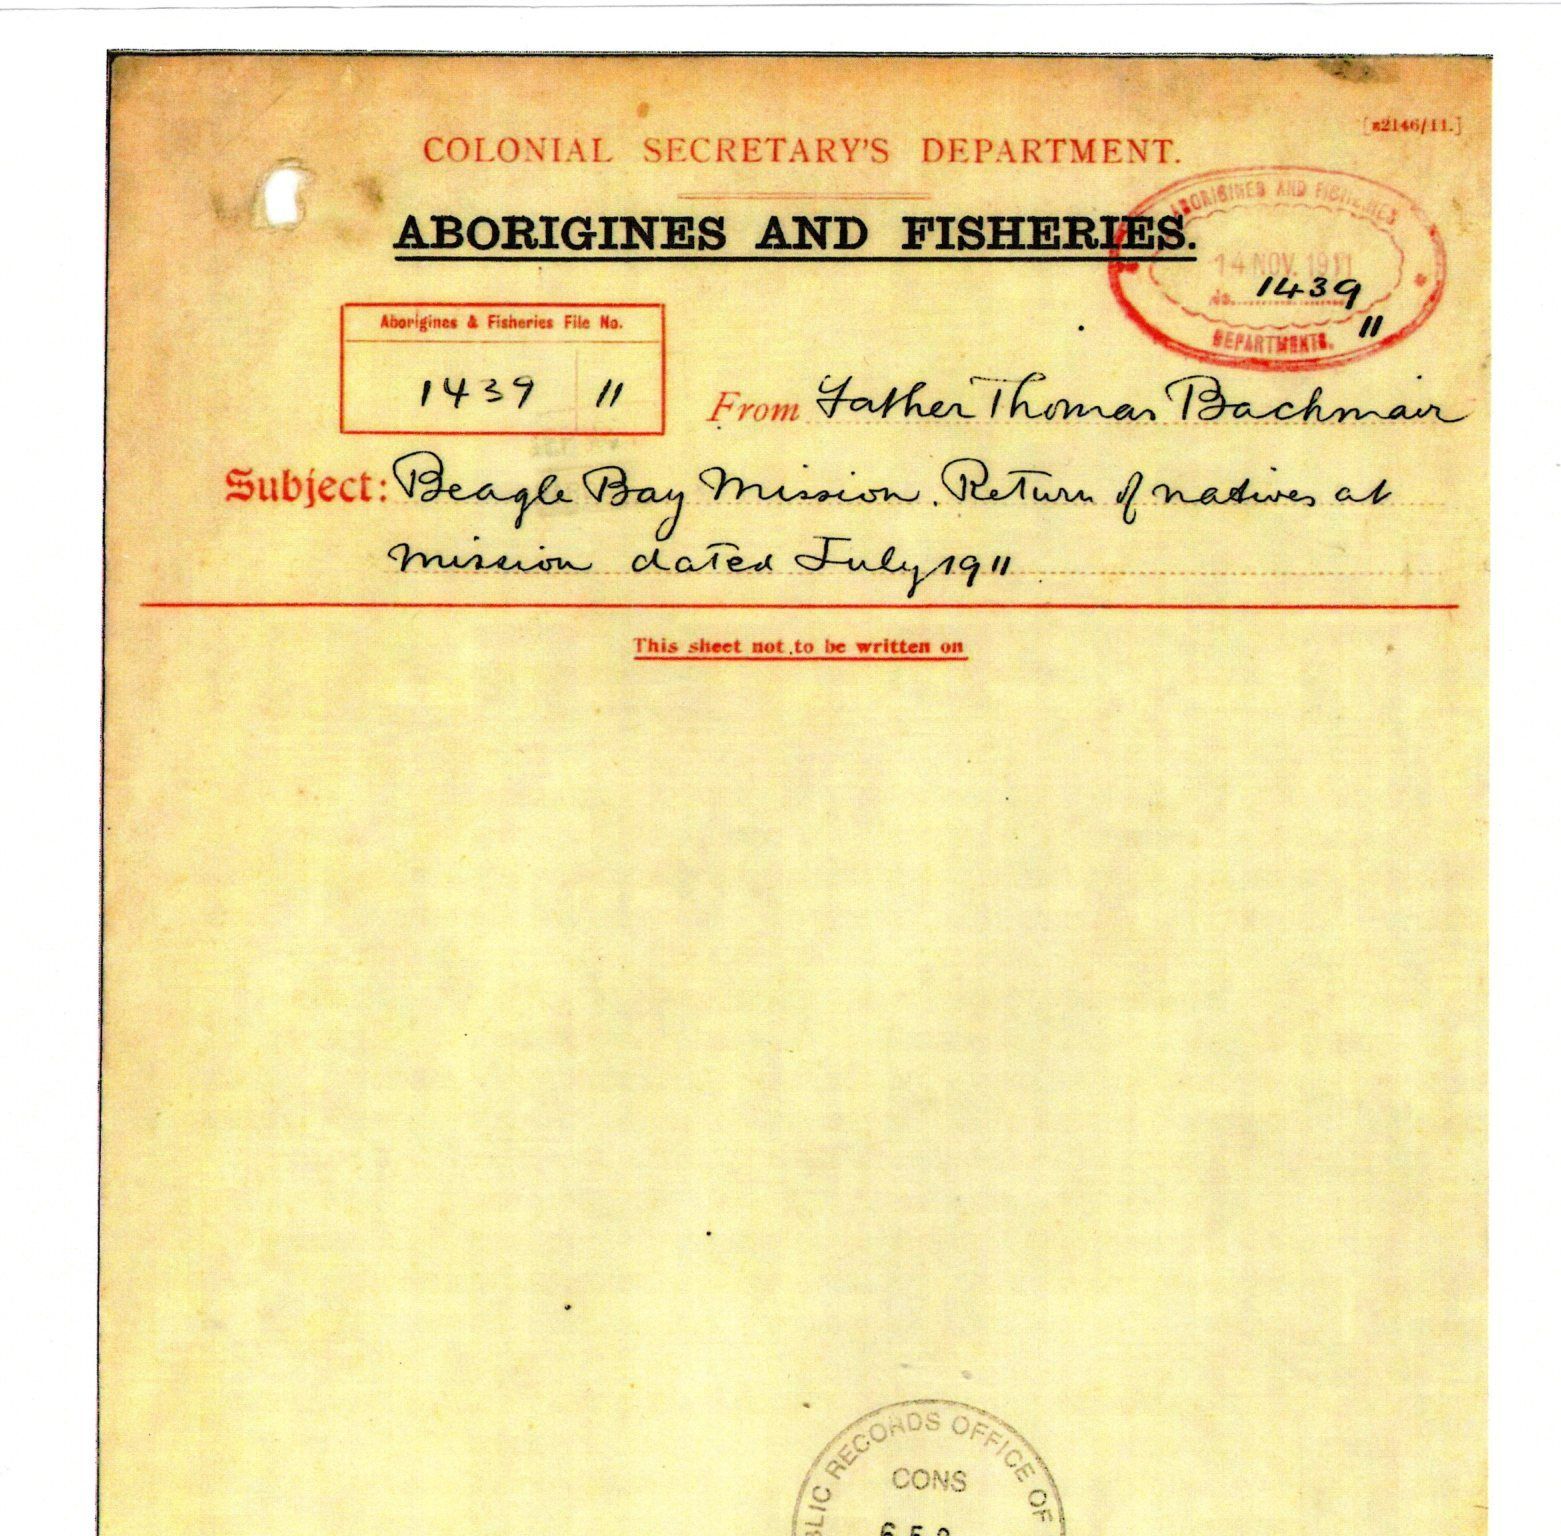 [B2146/11.]
COLONIAL SECRETARY'S DEPARTMENT.
ABORIGINES AND FISHERIES.
ABORIGINES AND FISHERIES
14 NOV. 1911
No. 1439
11
DEPARTMENTS.
Aborigines & Fisheries File No.
1439 11
From Father Thomas Bachmair
Subject: Beagle Bay Mission. Return of natives at
mission dated July 1911
This sheet not to be written on
RECORDS OFFICE OF
CONS